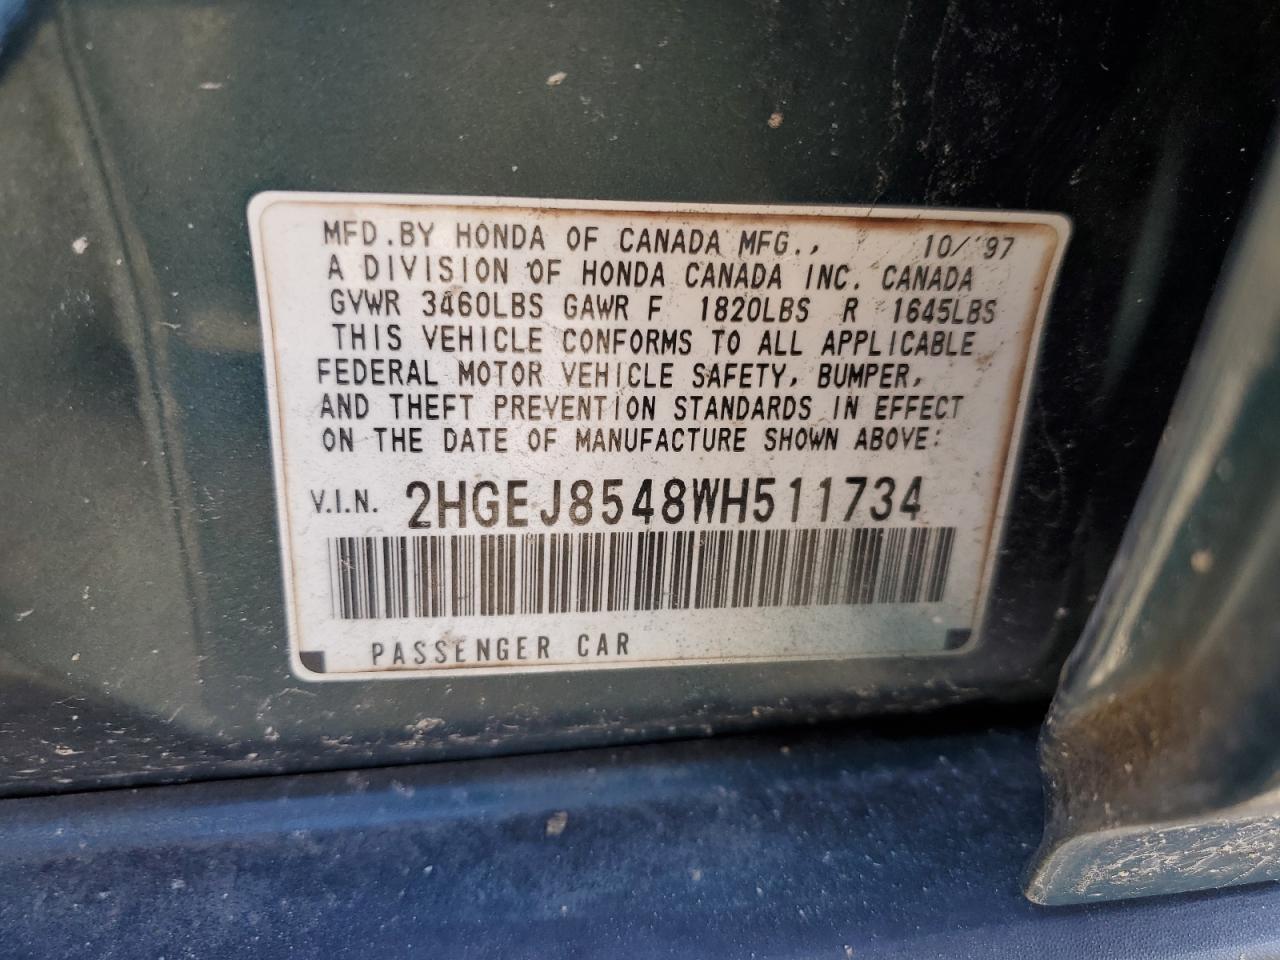 MFD.BY HONDA OF CANADA MFG., 10/'97
A DIVISION OF HONDA CANADA INC. CANADA
GVWR 3460LBS GAWR F 1820LBS R 1645LBS
THIS VEHICLE CONFORMS TO ALL APPLICABLE
FEDERAL MOTOR VEHICLE SAFETY, BUMPER,
AND THEFT PREVENTION STANDARDS IN EFFECT
ON THE DATE OF MANUFACTURE SHOWN ABOVE:
V.I.N. 2HGEJ8548WH511734
PASSENGER CAR